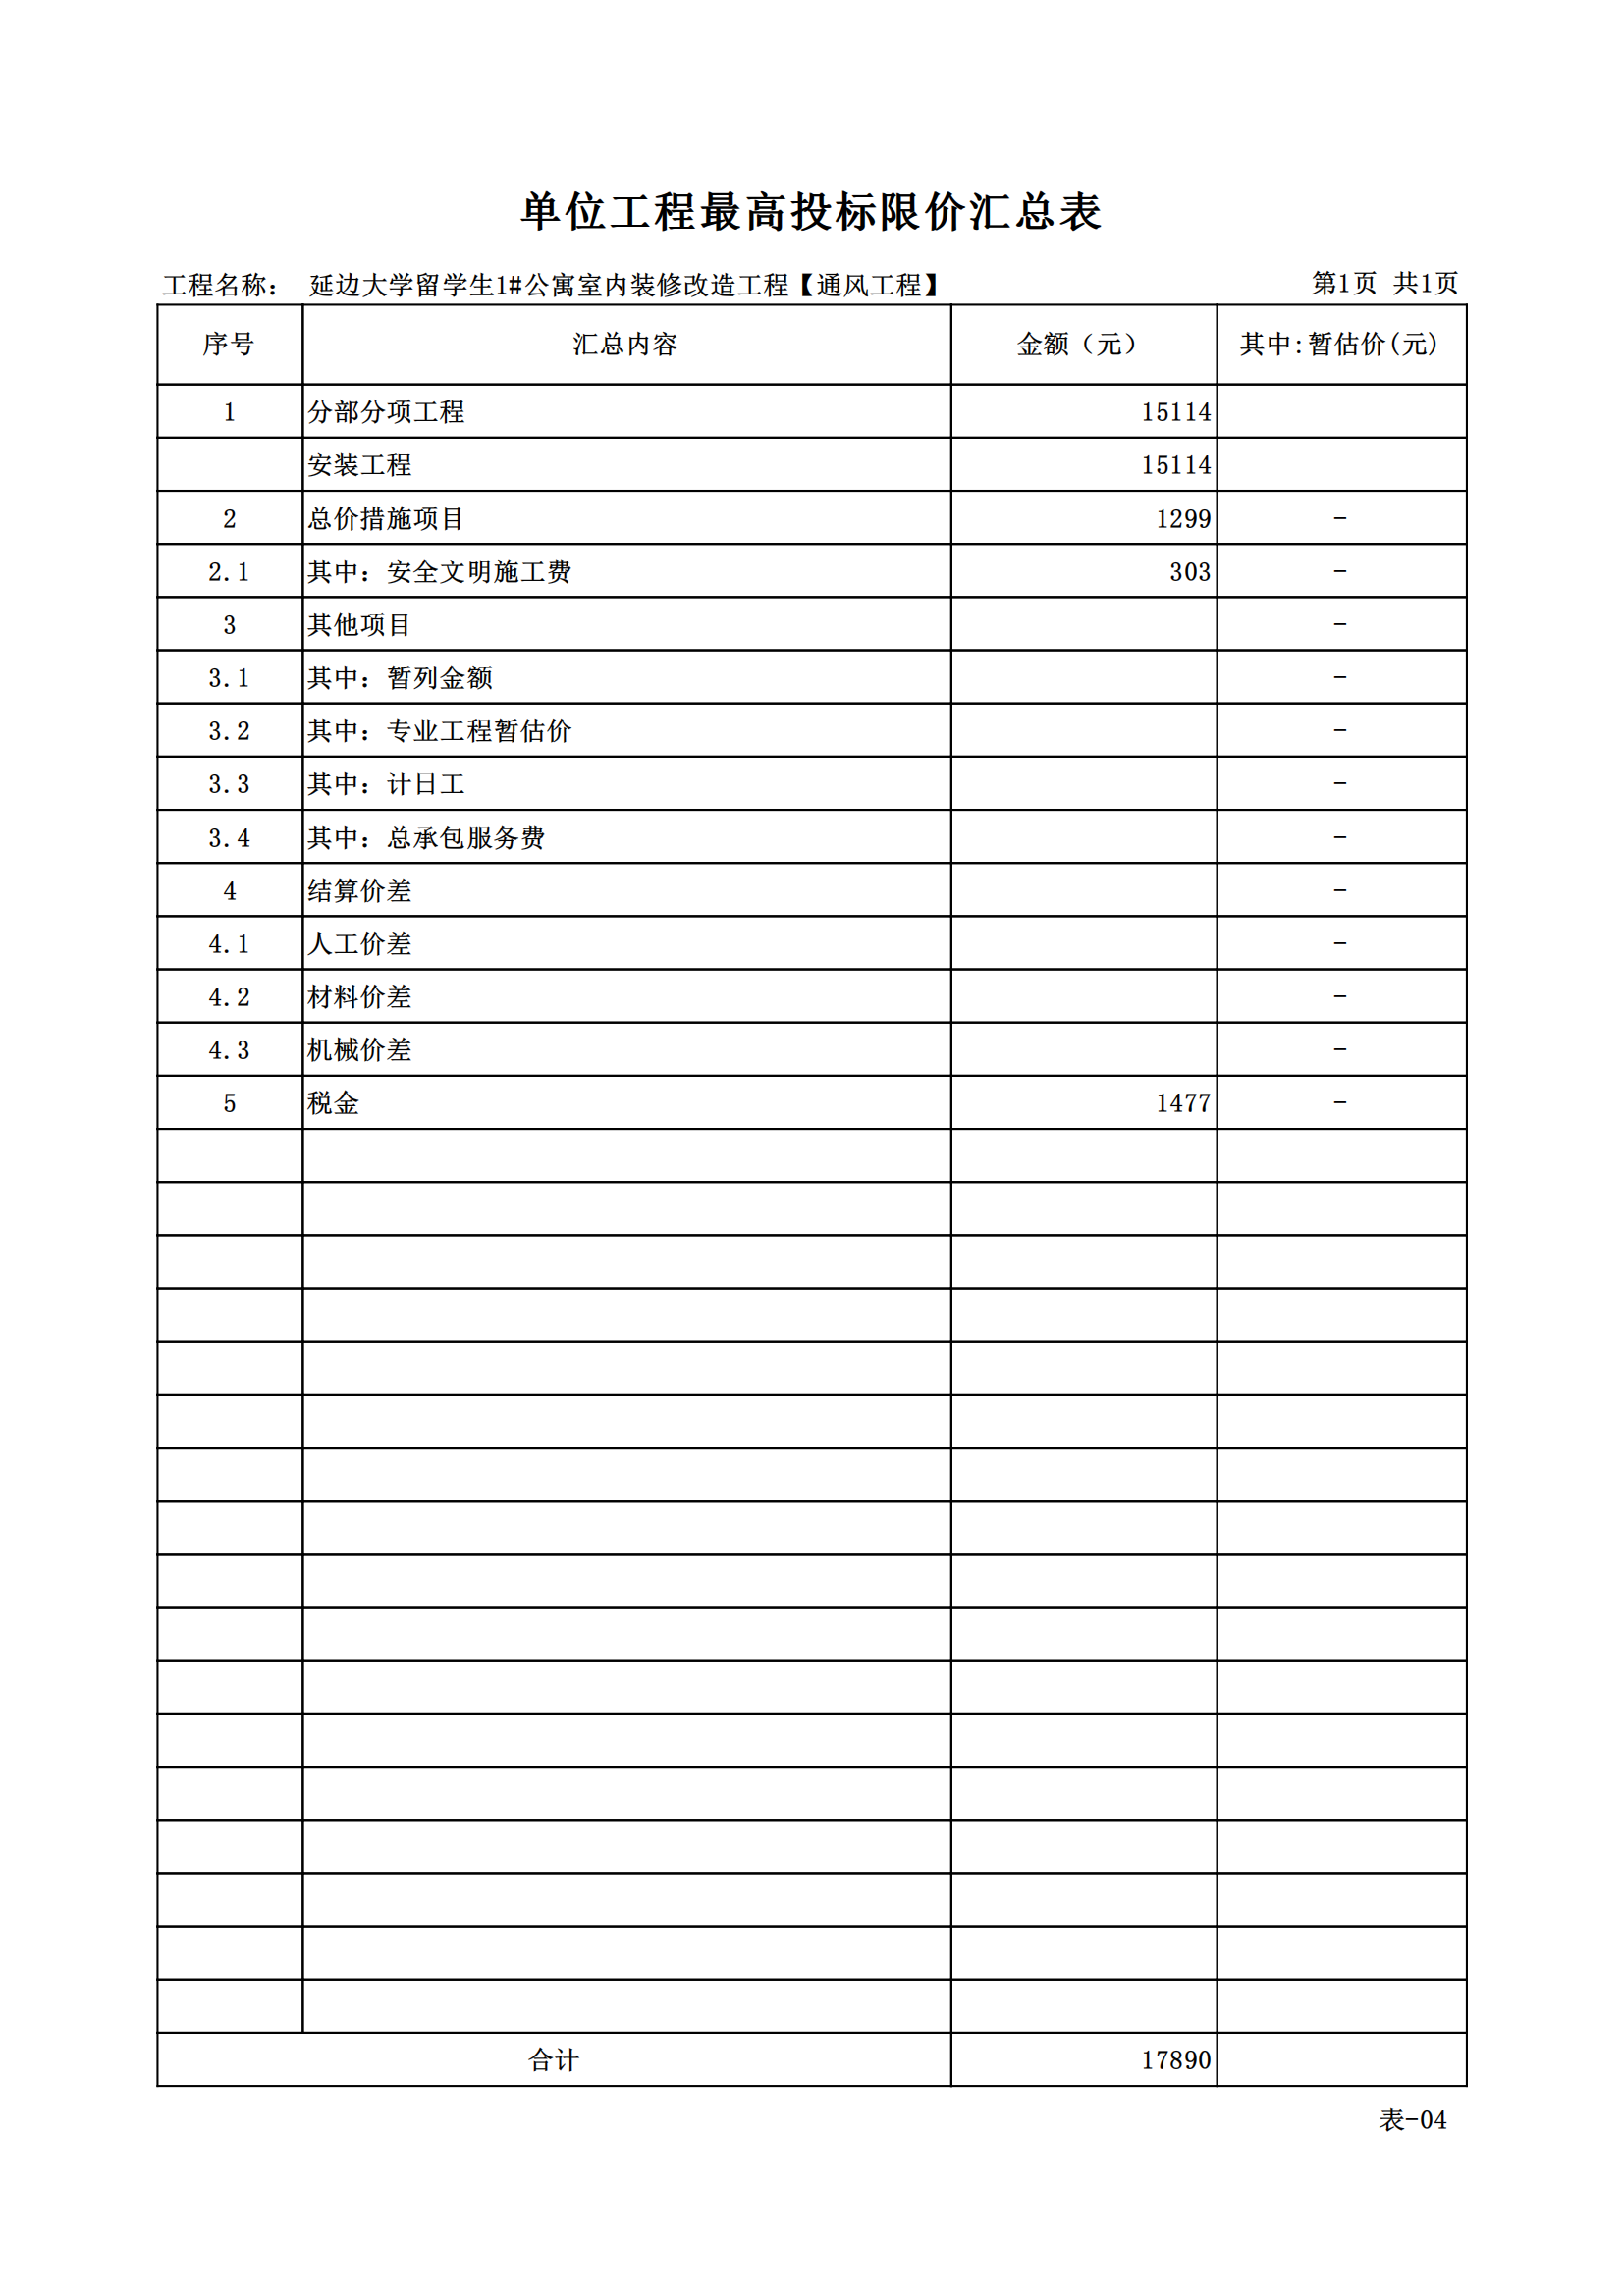 单位工程最高投标限价汇总表
工程名称： 延边大学留学生1#公寓室内装修改造工程【通风工程】 第1页 共1页
序号 汇总内容 金额（元） 其中:暂估价(元)
1 分部分项工程 15114
安装工程 15114
2 总价措施项目 1299 -
2.1 其中：安全文明施工费 303 -
3 其他项目 -
3.1 其中：暂列金额 -
3.2 其中：专业工程暂估价 -
3.3 其中：计日工 -
3.4 其中：总承包服务费 -
4 结算价差 -
4.1 人工价差 -
4.2 材料价差 -
4.3 机械价差 -
5 税金 1477 -
合计 17890
表-04